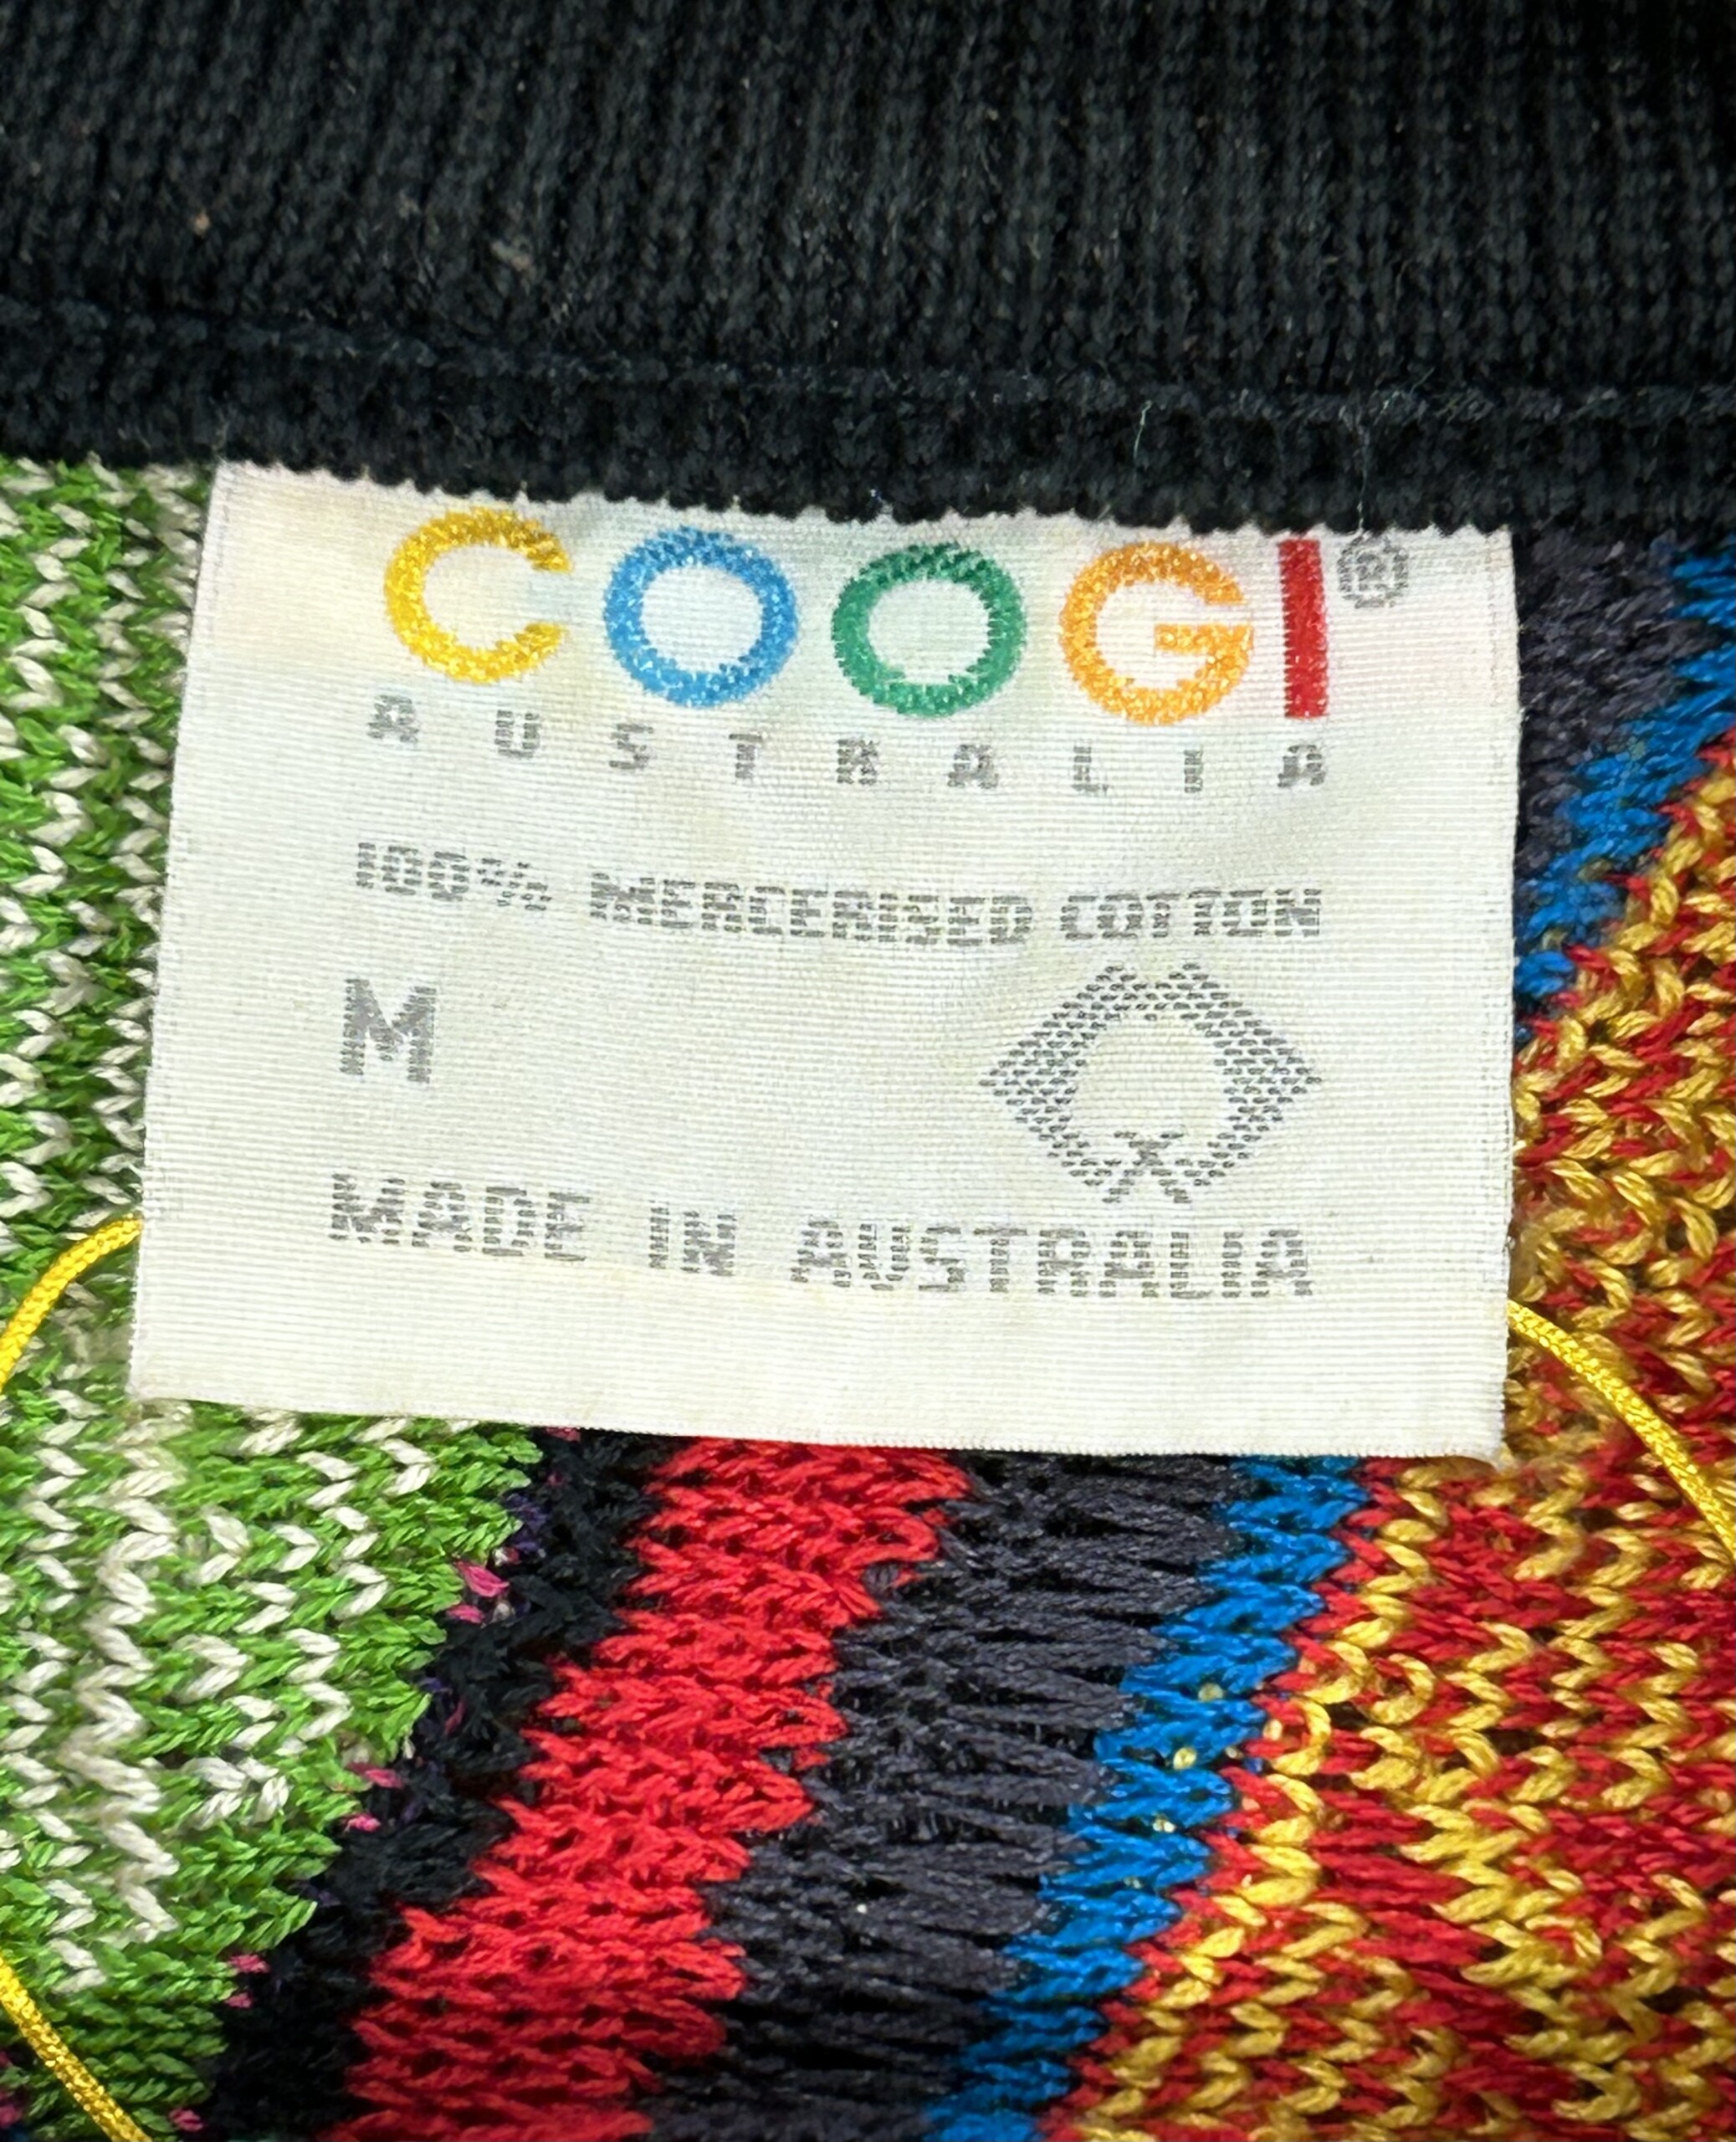 COOGI®
AUSTRALIA
100% MERCERISED COTTON
M
MADE IN AUSTRALIA